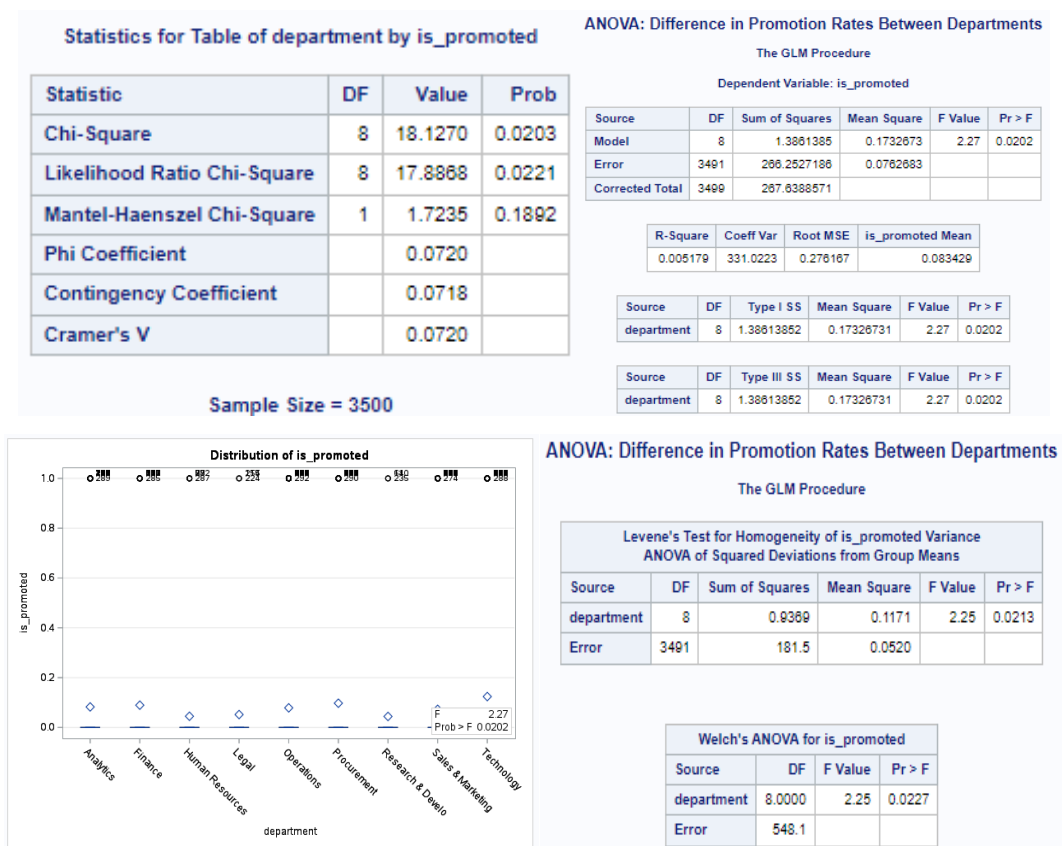 Statistics for Table of department by is_promoted
Statistic DF Value Prob
Chi-Square 8 18.1270 0.0203
Likelihood Ratio Chi-Square 8 17.8868 0.0221
Mantel-Haenszel Chi-Square 1 1.7235 0.1892
Phi Coefficient 0.0720
Contingency Coefficient 0.0718
Cramer's V 0.0720
Sample Size = 3500
ANOVA: Difference in Promotion Rates Between Departments
The GLM Procedure
Dependent Variable: is_promoted
Source DF Sum of Squares Mean Square F Value Pr > F
Model 8 1.3861385 0.1732673 2.27 0.0202
Error 3491 266.2527186 0.0762683
Corrected Total 3499 267.6388571
R-Square Coeff Var Root MSE is_promoted Mean
0.005179 331.0223 0.276167 0.083429
Source DF Type I SS Mean Square F Value Pr > F
department 8 1.38613852 0.17326731 2.27 0.0202
Source DF Type III SS Mean Square F Value Pr > F
department 8 1.38613852 0.17326731 2.27 0.0202
Distribution of is_promoted
1.0
0.8
0.6
0.4
0.2
0.0
is_promoted
289 285 287 224 292 290 235 274 288
F 2.27
Prob > F 0.0202
Analytics
Finance
Human Resources
Legal
Operations
Procurement
Research & Develo
Sales & Marketing
Technology
department
ANOVA: Difference in Promotion Rates Between Departments
The GLM Procedure
Levene's Test for Homogeneity of is_promoted Variance
ANOVA of Squared Deviations from Group Means
Source DF Sum of Squares Mean Square F Value Pr > F
department 8 0.9369 0.1171 2.25 0.0213
Error 3491 181.5 0.0520
Welch's ANOVA for is_promoted
Source DF F Value Pr > F
department 8.0000 2.25 0.0227
Error 548.1